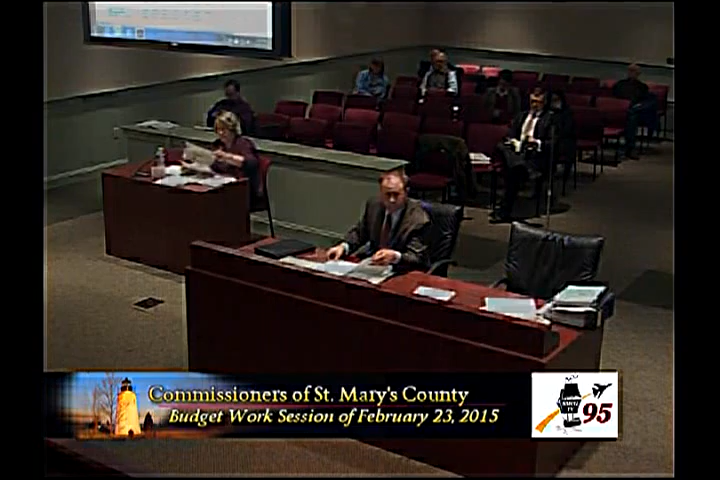 Commissioners of St. Mary's County
Budget Work Session of February 23, 2015
95